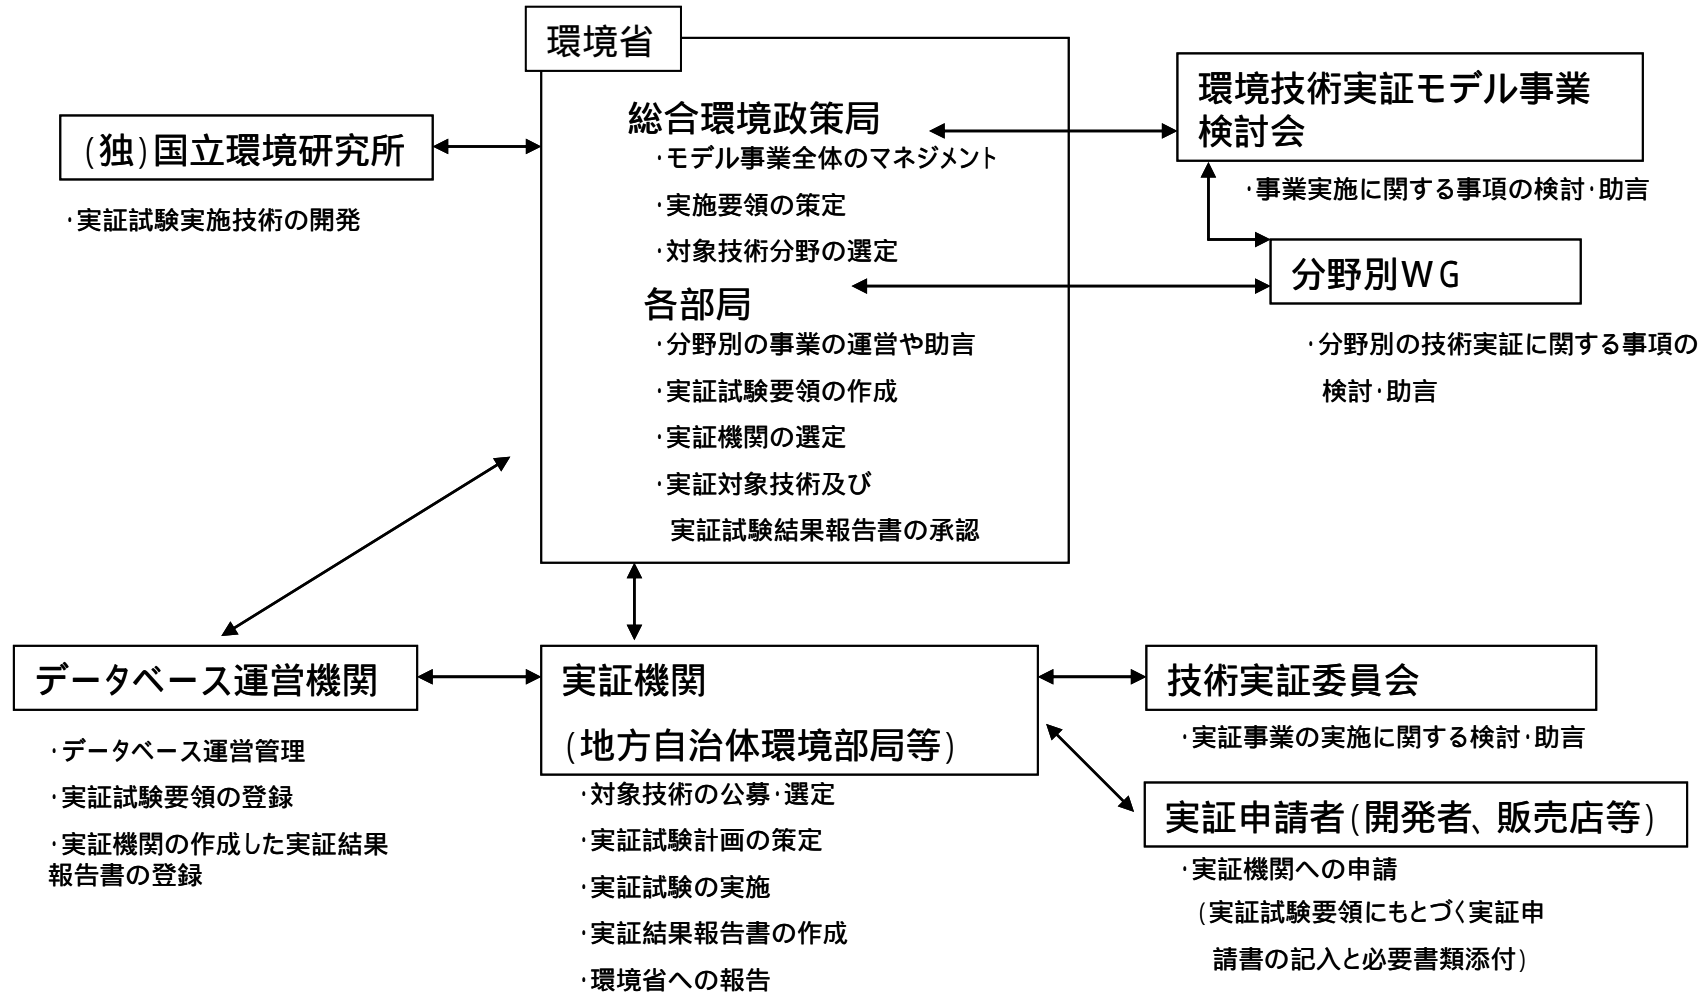 環境省
総合環境政策局
・モデル事業全体のマネジメント
・実施要領の策定
・対象技術分野の選定
各部局
・分野別の事業の運営や助言
・実証試験要領の作成
・実証機関の選定
・実証対象技術及び
実証試験結果報告書の承認
(独)国立環境研究所
・実証試験実施技術の開発
環境技術実証モデル事業
検討会
・事業実施に関する事項の検討・助言
分野別WG
・分野別の技術実証に関する事項の
検討・助言
データベース運営機関
・データベース運営管理
・実証試験要領の登録
・実証機関の作成した実証結果
報告書の登録
実証機関
(地方自治体環境部局等)
・対象技術の公募・選定
・実証試験計画の策定
・実証試験の実施
・実証結果報告書の作成
・環境省への報告
技術実証委員会
・実証事業の実施に関する検討・助言
実証申請者(開発者、販売店等)
・実証機関への申請
(実証試験要領にもとづく実証申
請書の記入と必要書類添付)